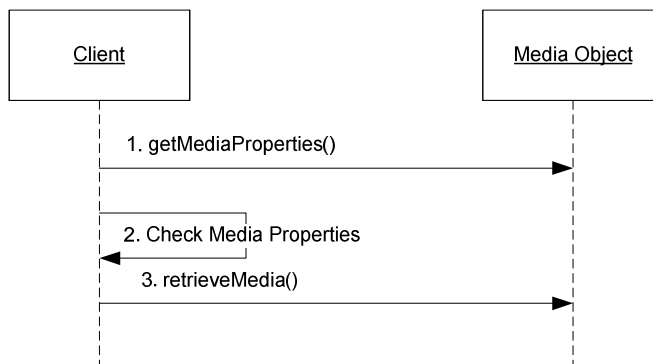 Client
Media Object
1. getMediaProperties()
2. Check Media Properties
3. retrieveMedia()